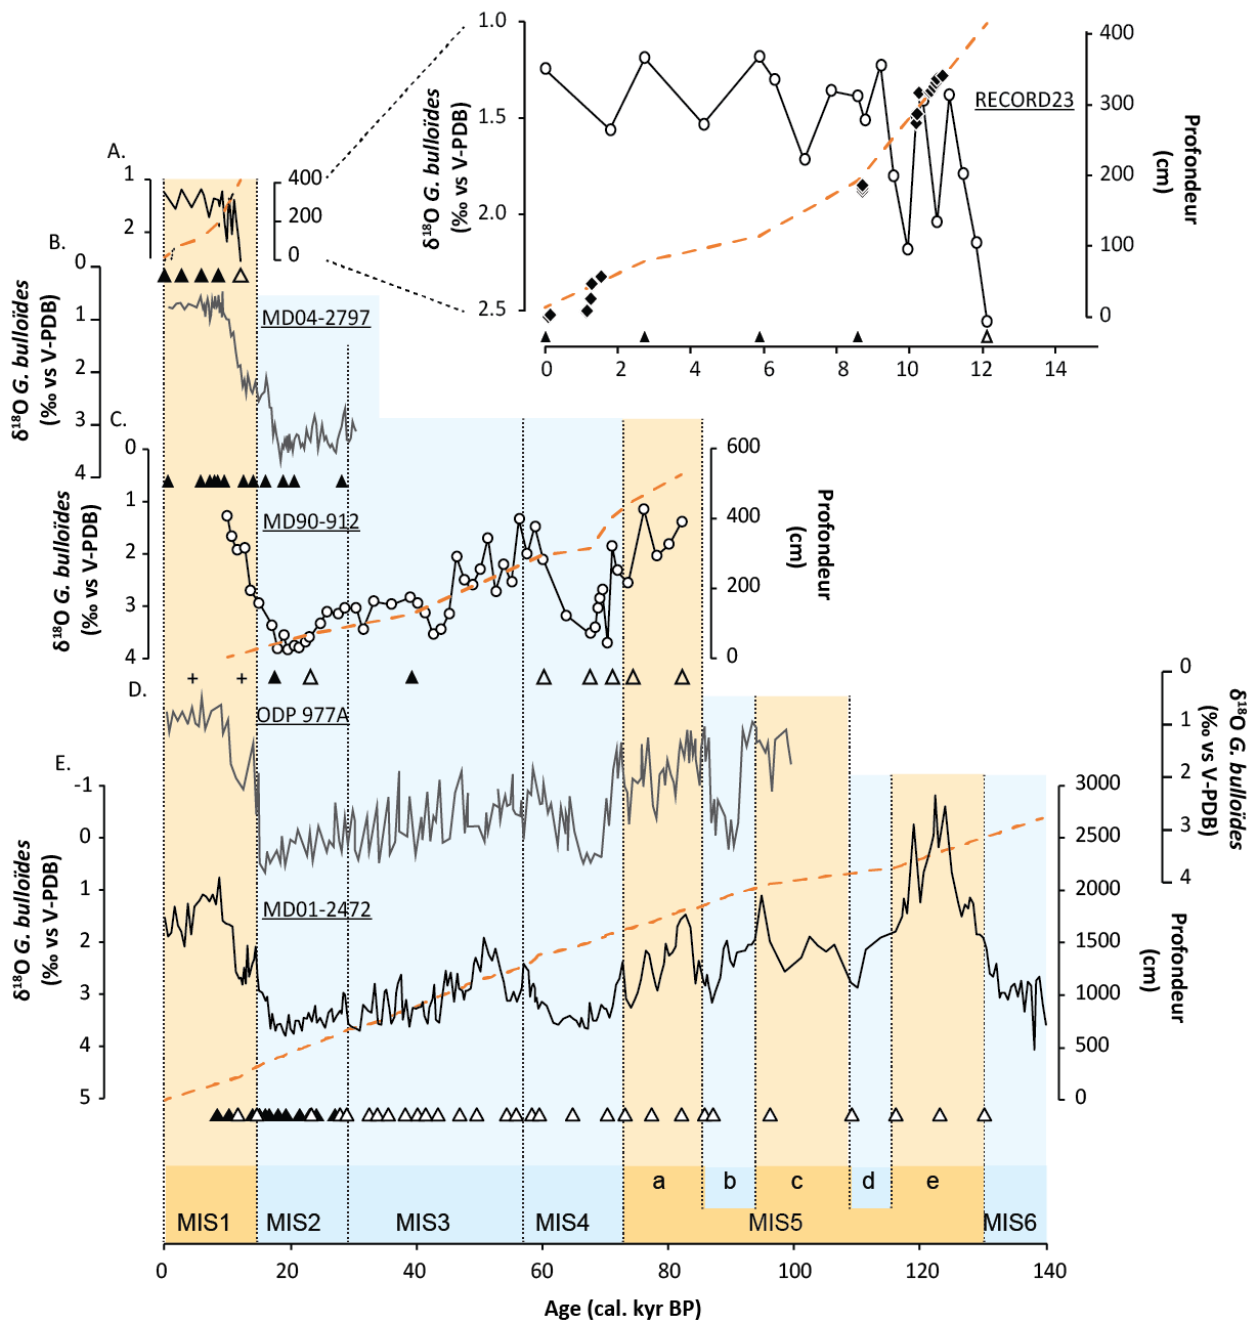 1.0
1.5
2.0
2.5
δ¹⁸O G. bulloïdes
(‰ vs V-PDB)
400
300
200
100
0
Profondeur
(cm)
RECORD23
0 2 4 6 8 10 12 14
A.
1
2
400
200
0
B.
0
1
2
3
4
δ¹⁸O G. bulloïdes
(‰ vs V-PDB)
MD04-2797
C.
0
1
2
3
4
δ¹⁸O G. bulloïdes
(‰ vs V-PDB)
MD90-912
600
400
200
0
Profondeur
(cm)
D.
ODP 977A
0
1
2
3
4
δ¹⁸O G. bulloïdes
(‰ vs V-PDB)
E.
-1
0
1
2
3
4
5
δ¹⁸O G. bulloïdes
(‰ vs V-PDB)
MD01-2472
3000
2500
2000
1500
1000
500
0
Profondeur
(cm)
a b c d e
MIS1 MIS2 MIS3 MIS4 MIS5 MIS6
0 20 40 60 80 100 120 140
Age (cal. kyr BP)